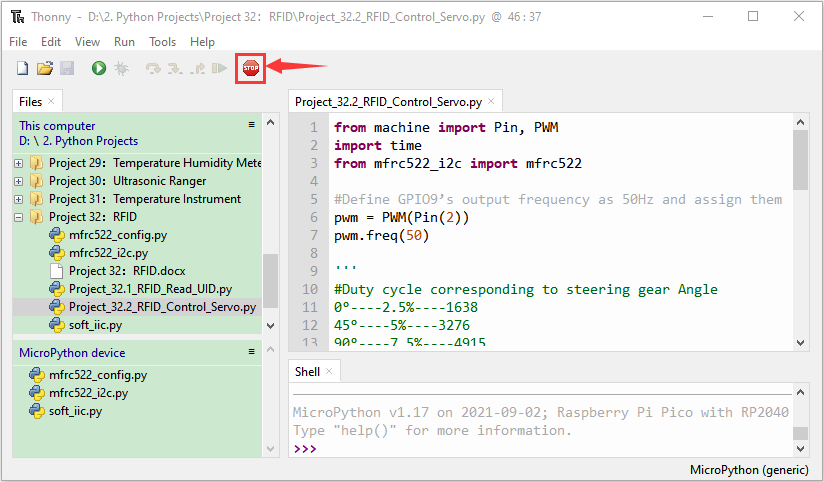 Thonny - D:\2. Python Projects\Project 32：RFID\Project_32.2_RFID_Control_Servo.py @ 46 : 37
File Edit View Run Tools Help
STOP
Files ×
This computer
D: \ 2. Python Projects
Project 29：Temperature Humidity Mete
Project 30：Ultrasonic Ranger
Project 31：Temperature Instrument
Project 32：RFID
mfrc522_config.py
mfrc522_i2c.py
Project 32：RFID.docx
Project_32.1_RFID_Read_UID.py
Project_32.2_RFID_Control_Servo.py
soft_iic.py
MicroPython device
mfrc522_config.py
mfrc522_i2c.py
soft_iic.py
Project_32.2_RFID_Control_Servo.py ×
1 from machine import Pin, PWM
2 import time
3 from mfrc522_i2c import mfrc522
4
5 #Define GPIO9’s output frequency as 50Hz and assign them
6 pwm = PWM(Pin(2))
7 pwm.freq(50)
8
9 '''
10 #Duty cycle corresponding to steering gear Angle
11 0°----2.5%----1638
12 45°----5%----3276
13 90°----7.5%----4915
Shell ×
MicroPython v1.17 on 2021-09-02; Raspberry Pi Pico with RP2040
Type "help()" for more information.
>>>
MicroPython (generic)